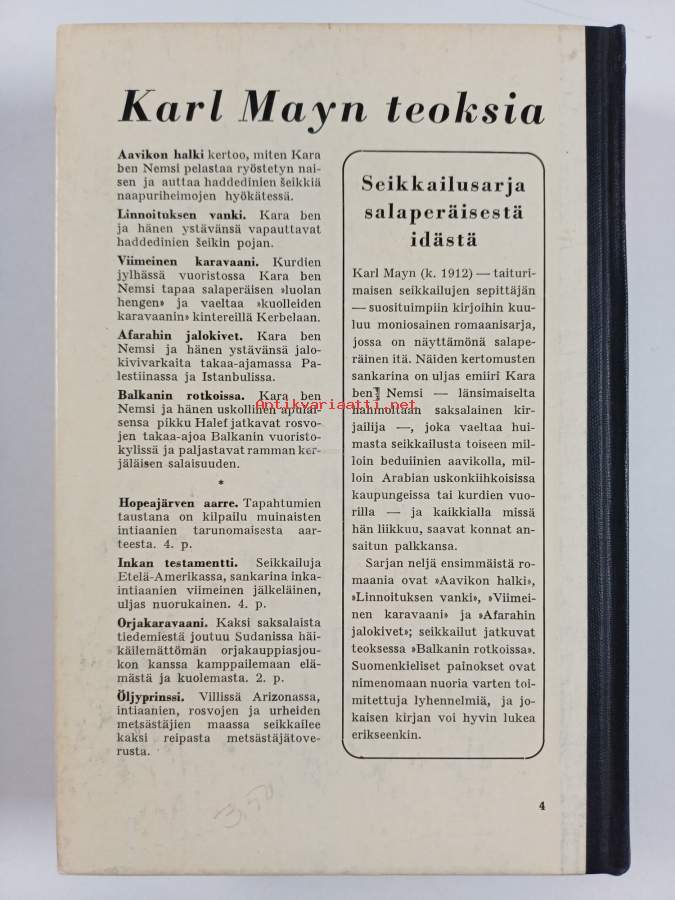 Karl Mayn teoksia
Aavikon halki kertoo, miten Kara
ben Nemsi pelastaa ryöstetyn nai-
sen ja auttaa haddedinien šeikkiä
naapuriheimojen hyökätessä.
Linnoituksen vanki. Kara ben
ja hänen ystävänsä vapauttavat
haddedinien šeikin pojan.
Viimeinen karavaani. Kurdien
jylhässä vuoristossa Kara ben
Nemsi tapaa salaperäisen »luolan
hengen» ja vaeltaa »kuolleiden
karavaanin» kintereillä Kerbelaan.
Afarahin jalokivet. Kara ben
Nemsi ja hänen ystävänsä jalo-
kivivarkaita takaa-ajamassa Pa-
lestiinassa ja Istanbulissa.
Balkanin rotkoissa. Kara ben
Nemsi ja hänen uskollinen apulai-
sensa pikku Halef jatkavat rosvo-
jen takaa-ajoa Balkanin vuoristo-
kylissä ja paljastavat ramman ker-
jäläisen salaisuuden.
*
Hopeajärven aarre. Tapahtumien
taustana on kilpailu muinaisten
intiaanien tarunomaisesta aar-
teesta. 4. p.
Inkan testamentti. Seikkailuja
Etelä-Amerikassa, sankarina inka-
intiaanien viimeinen jälkeläinen,
uljas nuorukainen. 4. p.
Orjakaravaani. Kaksi saksalaista
tiedemiestä joutuu Sudanissa häi-
käilemättömän orjakauppiasjou-
kon kanssa kamppailemaan elä-
mästä ja kuolemasta. 2. p.
Öljyprinssi. Villissä Arizonassa,
intiaanien, rosvojen ja urheiden
metsästäjien maassa seikkailee
kaksi reipasta metsästäjätove-
rusta.
Seikkailusarja
salaperäisestä
idästä
Karl Mayn (k. 1912) — taituri-
maisen seikkailujen sepittäjän
— suosituimpiin kirjoihin kuu-
luu moniosainen romaanisarja,
jossa on näyttämönä salape-
räinen itä. Näiden kertomusten
sankarina on uljas emiiri Kara
ben Nemsi — länsimaiselta
nahmoltaan saksalainen kir-
jailija —, joka vaeltaa hui-
masta seikkailusta toiseen mil-
loin beduiinien aavikolla, mil-
loin Arabian uskonkiihkoisissa
kaupungeissa tai kurdien vuo-
rilla — ja kaikkialla missä
hän liikkuu, saavat konnat an-
saitun palkkansa.
Sarjan neljä ensimmäistä ro-
maania ovat »Aavikon halki»,
»Linnoituksen vanki», »Viimei-
nen karavaani» ja »Afarahin
jalokivet»; seikkailut jatkuvat
teoksessa »Balkanin rotkoissa».
Suomenkieliset painokset ovat
nimenomaan nuoria varten toi-
mitettuja lyhennelmiä, ja jo-
kaisen kirjan voi hyvin lukea
erikseenkin.
Antikvariaatti.net
3,50
4